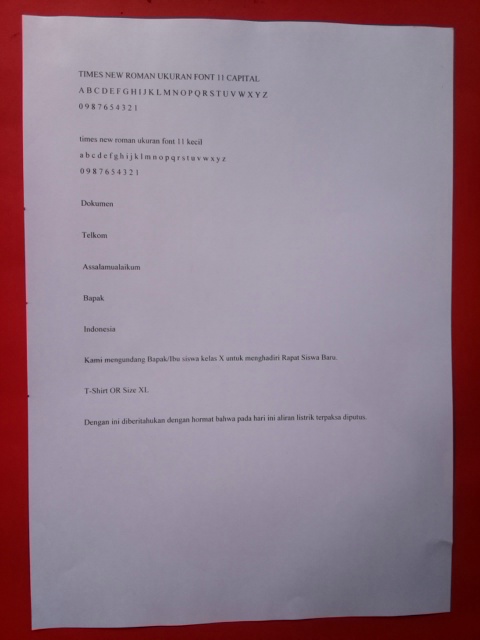 TIMES NEW ROMAN UKURAN FONT 11 CAPITAL
A B C D E F G H I J K L M N O P Q R S T U V W X Y Z
0 9 8 7 6 5 4 3 2 1
times new roman ukuran font 11 kecil
a b c d e f g h i j k l m n o p q r s t u v w x y z
0 9 8 7 6 5 4 3 2 1
Dokumen
Telkom
Assalamualaikum
Bapak
Indonesia
Kami mengundang Bapak/Ibu siswa kelas X untuk menghadiri Rapat Siswa Baru.
T-Shirt OR Size XL
Dengan ini diberitahukan dengan hormat bahwa pada hari ini aliran listrik terpaksa diputus.